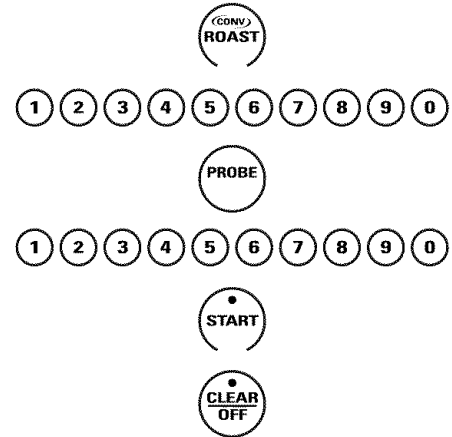 CONV
ROAST
1 2 3 4 5 6 7 8 9 0
PROBE
1 2 3 4 5 6 7 8 9 0
START
CLEAR
OFF